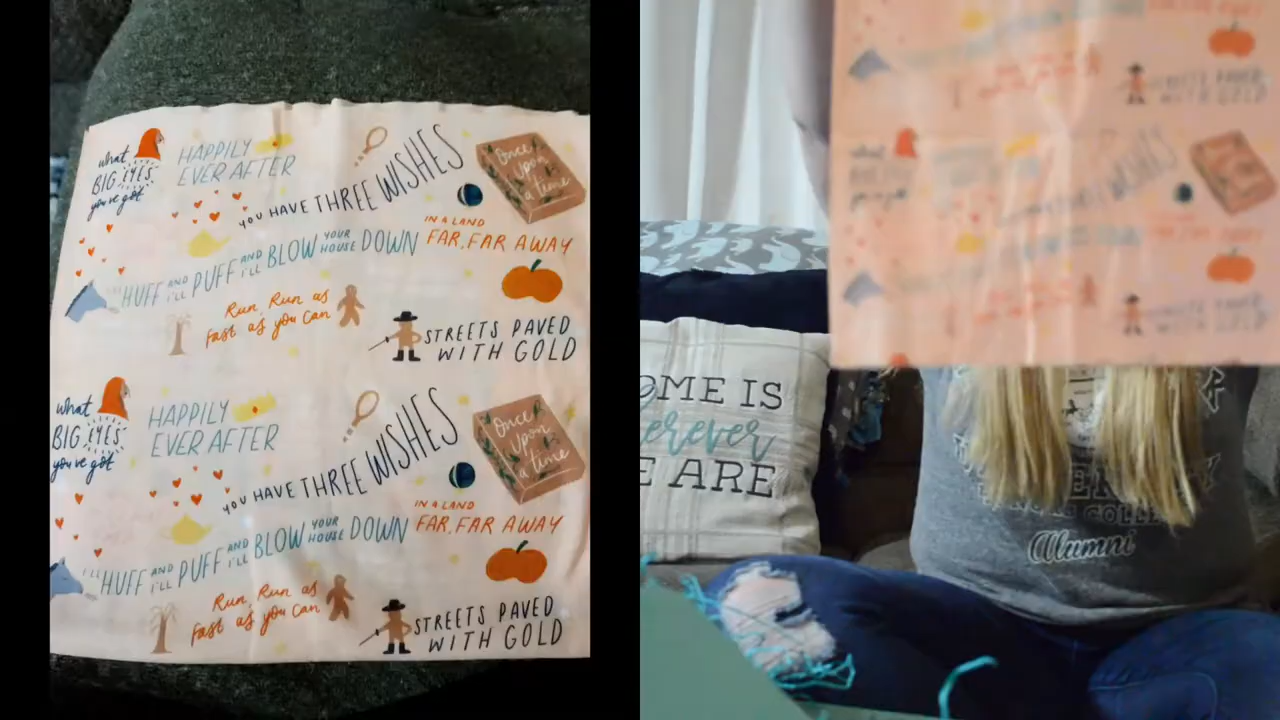 what
BIG EYES
you've got
HAPPILY
EVER AFTER
YOU HAVE THREE WISHES
Once
Upon
a time
IN A LAND
FAR, FAR AWAY
HUFF AND I'LL PUFF AND I'LL BLOW YOUR HOUSE DOWN
Run, Run as
fast as you can
STREETS PAVED
WITH GOLD
what
BIG EYES
you've got
HAPPILY
EVER AFTER
YOU HAVE THREE WISHES
Once
Upon
a time
IN A LAND
FAR, FAR AWAY
I'LL HUFF AND I'LL PUFF AND I'LL BLOW YOUR HOUSE DOWN
Run, Run as
fast as you can
STREETS PAVED
WITH GOLD
OME IS
erever
E ARE
Alumni